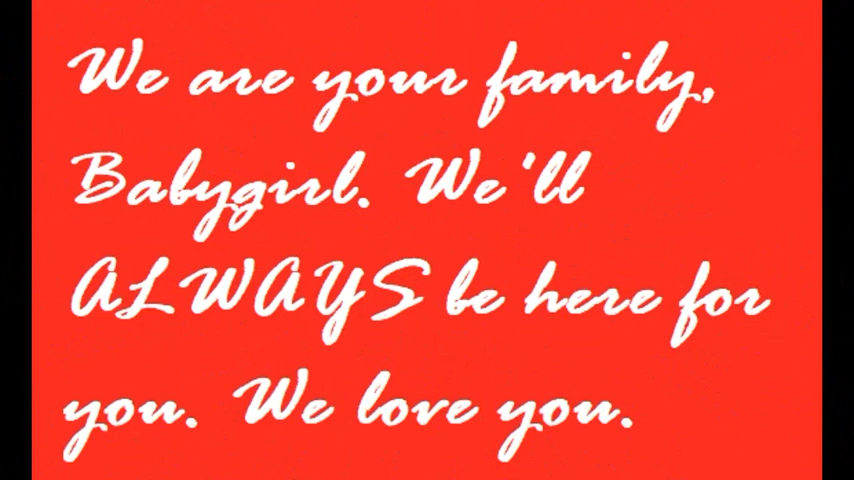 We are your family,
Babygirl. We'll
ALWAYS be here for
you. We love you.